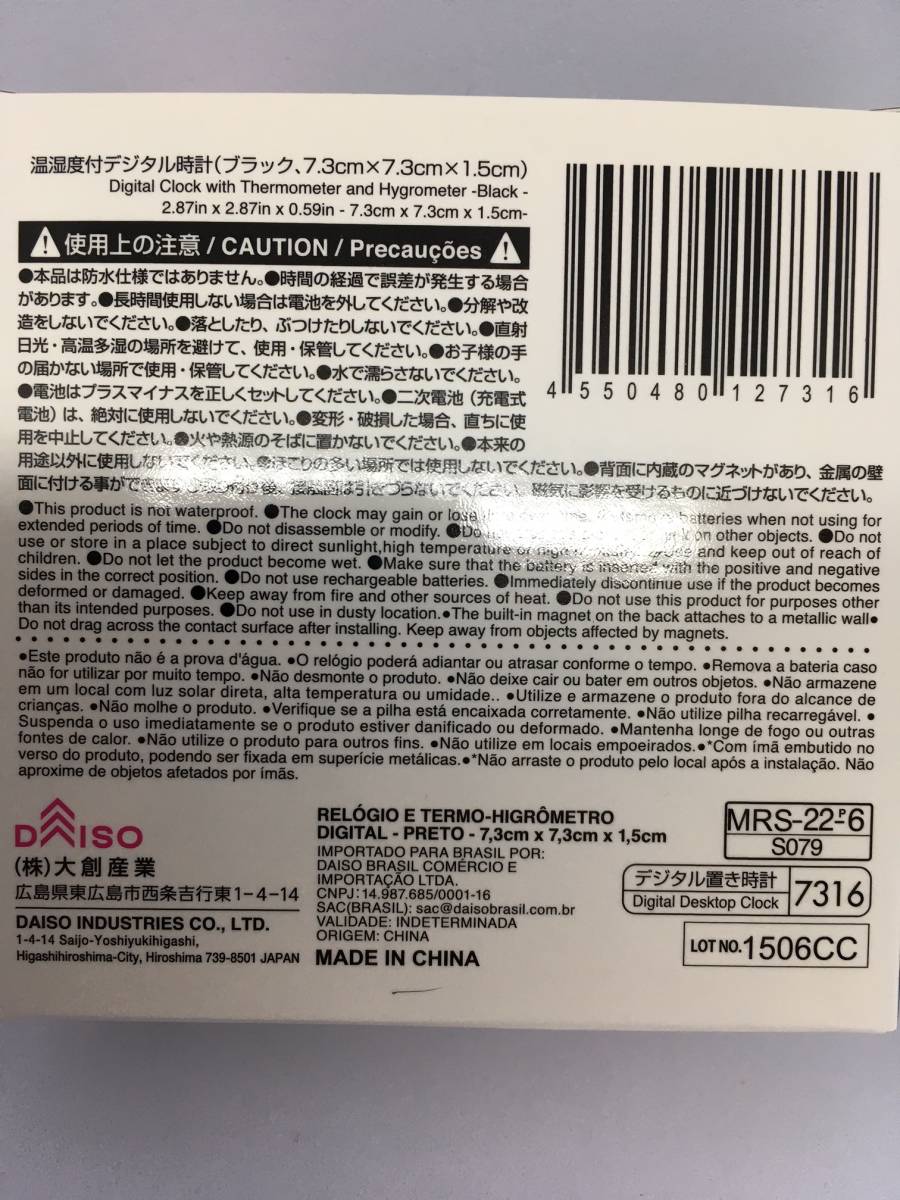 温湿度付デジタル時計(ブラック、7.3cm×7.3cm×1.5cm)
Digital Clock with Thermometer and Hygrometer -Black -
2.87in x 2.87in x 0.59in - 7.3cm x 7.3cm x 1.5cm-
使用上の注意 / CAUTION / Precauções
●本品は防水仕様ではありません。●時間の経過で誤差が発生する場合
があります。●長時間使用しない場合は電池を外してください。●分解や改
造をしないでください。●落としたり、ぶつけたりしないでください。●直射
日光・高温多湿の場所を避けて、使用・保管してください。●お子様の手
の届かない場所で使用・保管してください。●水で濡らさないでください。
●電池はプラスマイナスを正しくセットしてください。●二次電池(充電式
電池)は、絶対に使用しないでください。●変形・破損した場合、直ちに使
用を中止してください。●火や熱源のそばに置かないでください。●本来の
用途以外に使用しないでください。●ほこりの多い場所では使用しないでください。●背面に内蔵のマグネットがあり、金属の壁
面に付ける事ができます 取り付け後、接触面は引きづらないでください 磁気に影響を受けるものに近づけないでください。
4 550480 127316
●This product is not waterproof. ●The clock may gain or lose batteries when not using for
extended periods of time. ●Do not disassemble or modify. on other objects. ●Do not
use or store in a place subject to direct sunlight,high temperature or high and keep out of reach of
children. ●Do not let the product become wet. ●Make sure that the battery is inserted with the positive and negative
sides in the correct position. ●Do not use rechargeable batteries. ●Immediately discontinue use if the product becomes
deformed or damaged. ●Keep away from fire and other sources of heat. ●Do not use this product for purposes other
than its intended purposes. ●Do not use in dusty location.●The built-in magnet on the back attaches to a metallic wall●
Do not drag across the contact surface after installing. Keep away from objects affected by magnets.
●Este produto não é a prova d'água. ●O relógio poderá adiantar ou atrasar conforme o tempo. ●Remova a bateria caso
não for utilizar por muito tempo. ●Não desmonte o produto. ●Não deixe cair ou bater em outros objetos. ●Não armazene
em um local com luz solar direta, alta temperatura ou umidade.. ●Utilize e armazene o produto fora do alcance de
crianças. ●Não molhe o produto. ●Verifique se a pilha está encaixada corretamente. ●Não utilize pilha recarregável. ●
Suspenda o uso imediatamente se o produto estiver danificado ou deformado. ●Mantenha longe de fogo ou outras
fontes de calor. ●Não utilize o produto para outros fins. ●Não utilize em locais empoeirados.●*Com ímã embutido no
verso do produto, podendo ser fixada em superície metálicas.●*Não arraste o produto pelo local após a instalação. Não
aproxime de objetos afetados por ímãs.
DAISO
(株)大創産業
広島県東広島市西条吉行東1-4-14
DAISO INDUSTRIES CO., LTD.
1-4-14 Saijo-Yoshiyukihigashi,
Higashihiroshima-City, Hiroshima 739-8501 JAPAN
RELÓGIO E TERMO-HIGRÔMETRO
DIGITAL - PRETO - 7,3cm x 7,3cm x 1,5cm
IMPORTADO PARA BRASIL POR:
DAISO BRASIL COMÉRCIO E
IMPORTAÇÃO LTDA.
CNPJ: 14.987.685/0001-16
SAC(BRASIL): sac@daisobrasil.com.br
VALIDADE: INDETERMINADA
ORIGEM: CHINA
MADE IN CHINA
MRS-22-P6
S079
デジタル置き時計
Digital Desktop Clock
7316
LOT NO. 1506CC